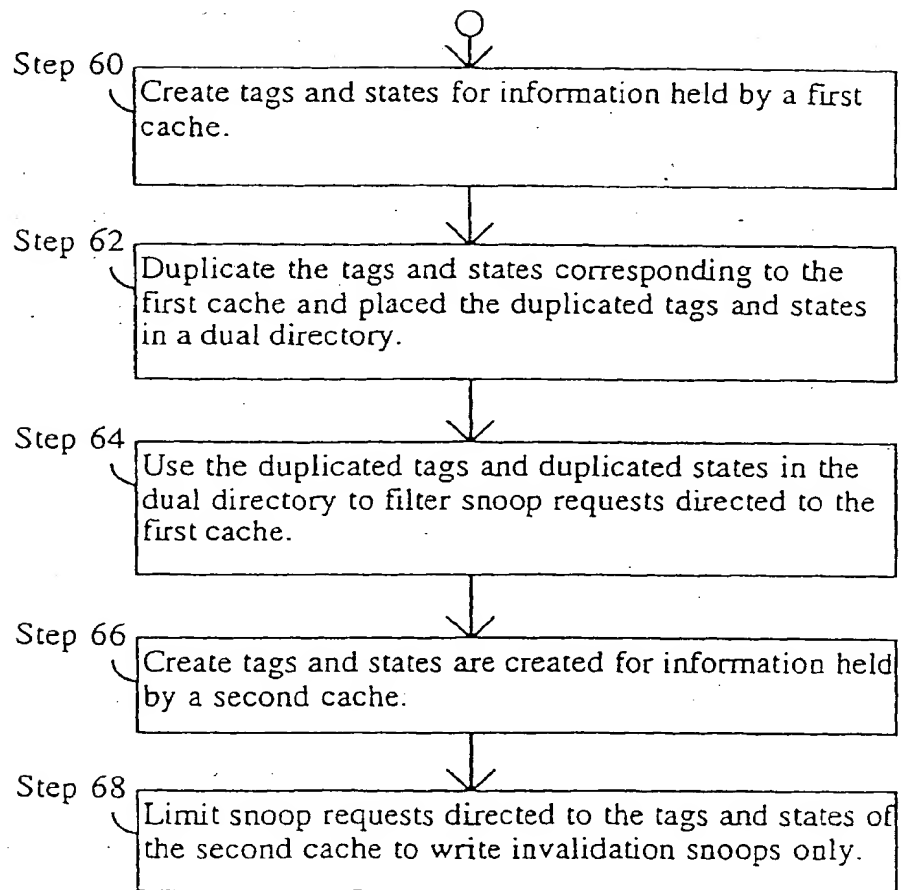 Step 60
Create tags and states for information held by a first
cache.
Step 62
Duplicate the tags and states corresponding to the
first cache and placed the duplicated tags and states
in a dual directory.
Step 64
Use the duplicated tags and duplicated states in the
dual directory to filter snoop requests directed to the
first cache.
Step 66
Create tags and states are created for information held
by a second cache.
Step 68
Limit snoop requests directed to the tags and states of
the second cache to write invalidation snoops only.